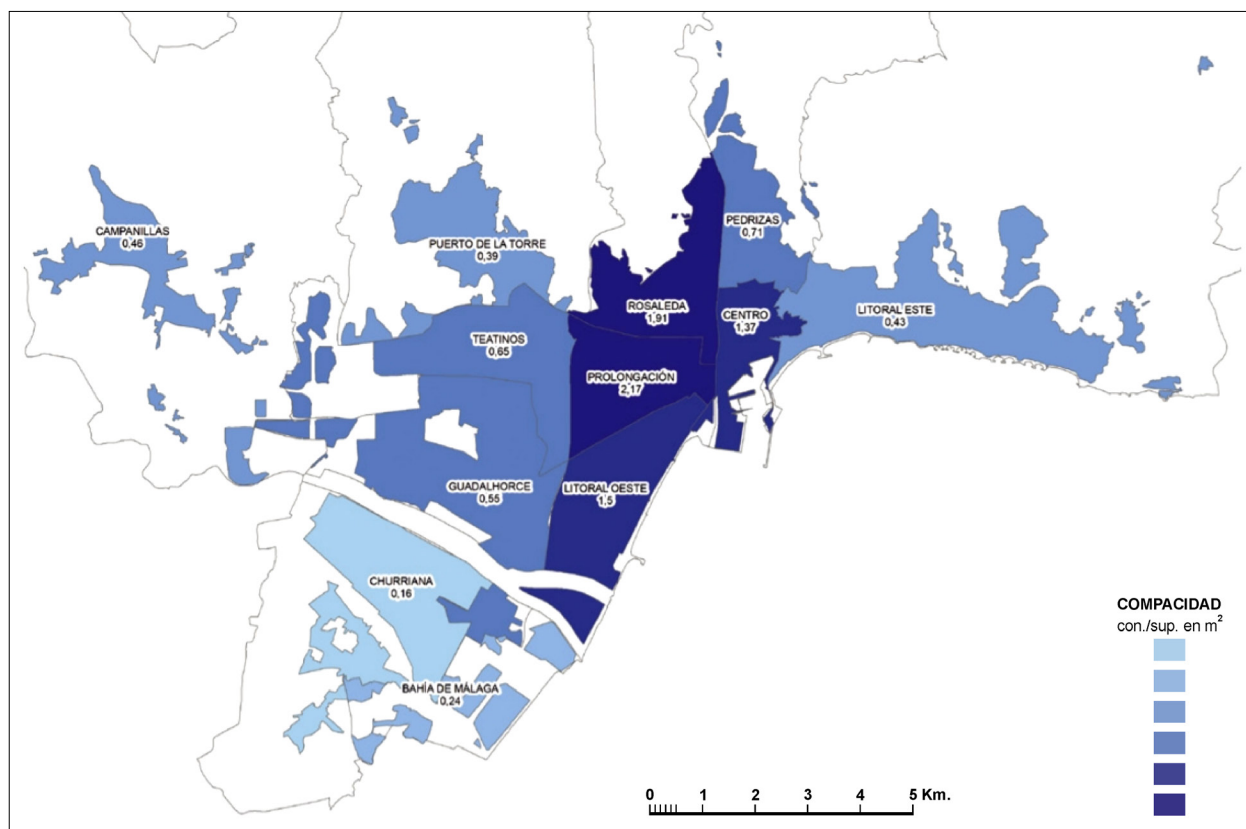 PEDRIZAS
0,71
CAMPANILLAS
0,46
PUERTO DE LA TORRE
0,39
ROSALEDA
1,91
CENTRO
1,37
LITORAL ESTE
0,43
TEATINOS
0,65
PROLONGACIÓN
2,17
GUADALHORCE
0,55
LITORAL OESTE
1,5
CHURRIANA
0,16
BAHÍA DE MÁLAGA
0,24
COMPACIDAD
con./sup. en m²
0 1 2 3 4 5 Km.